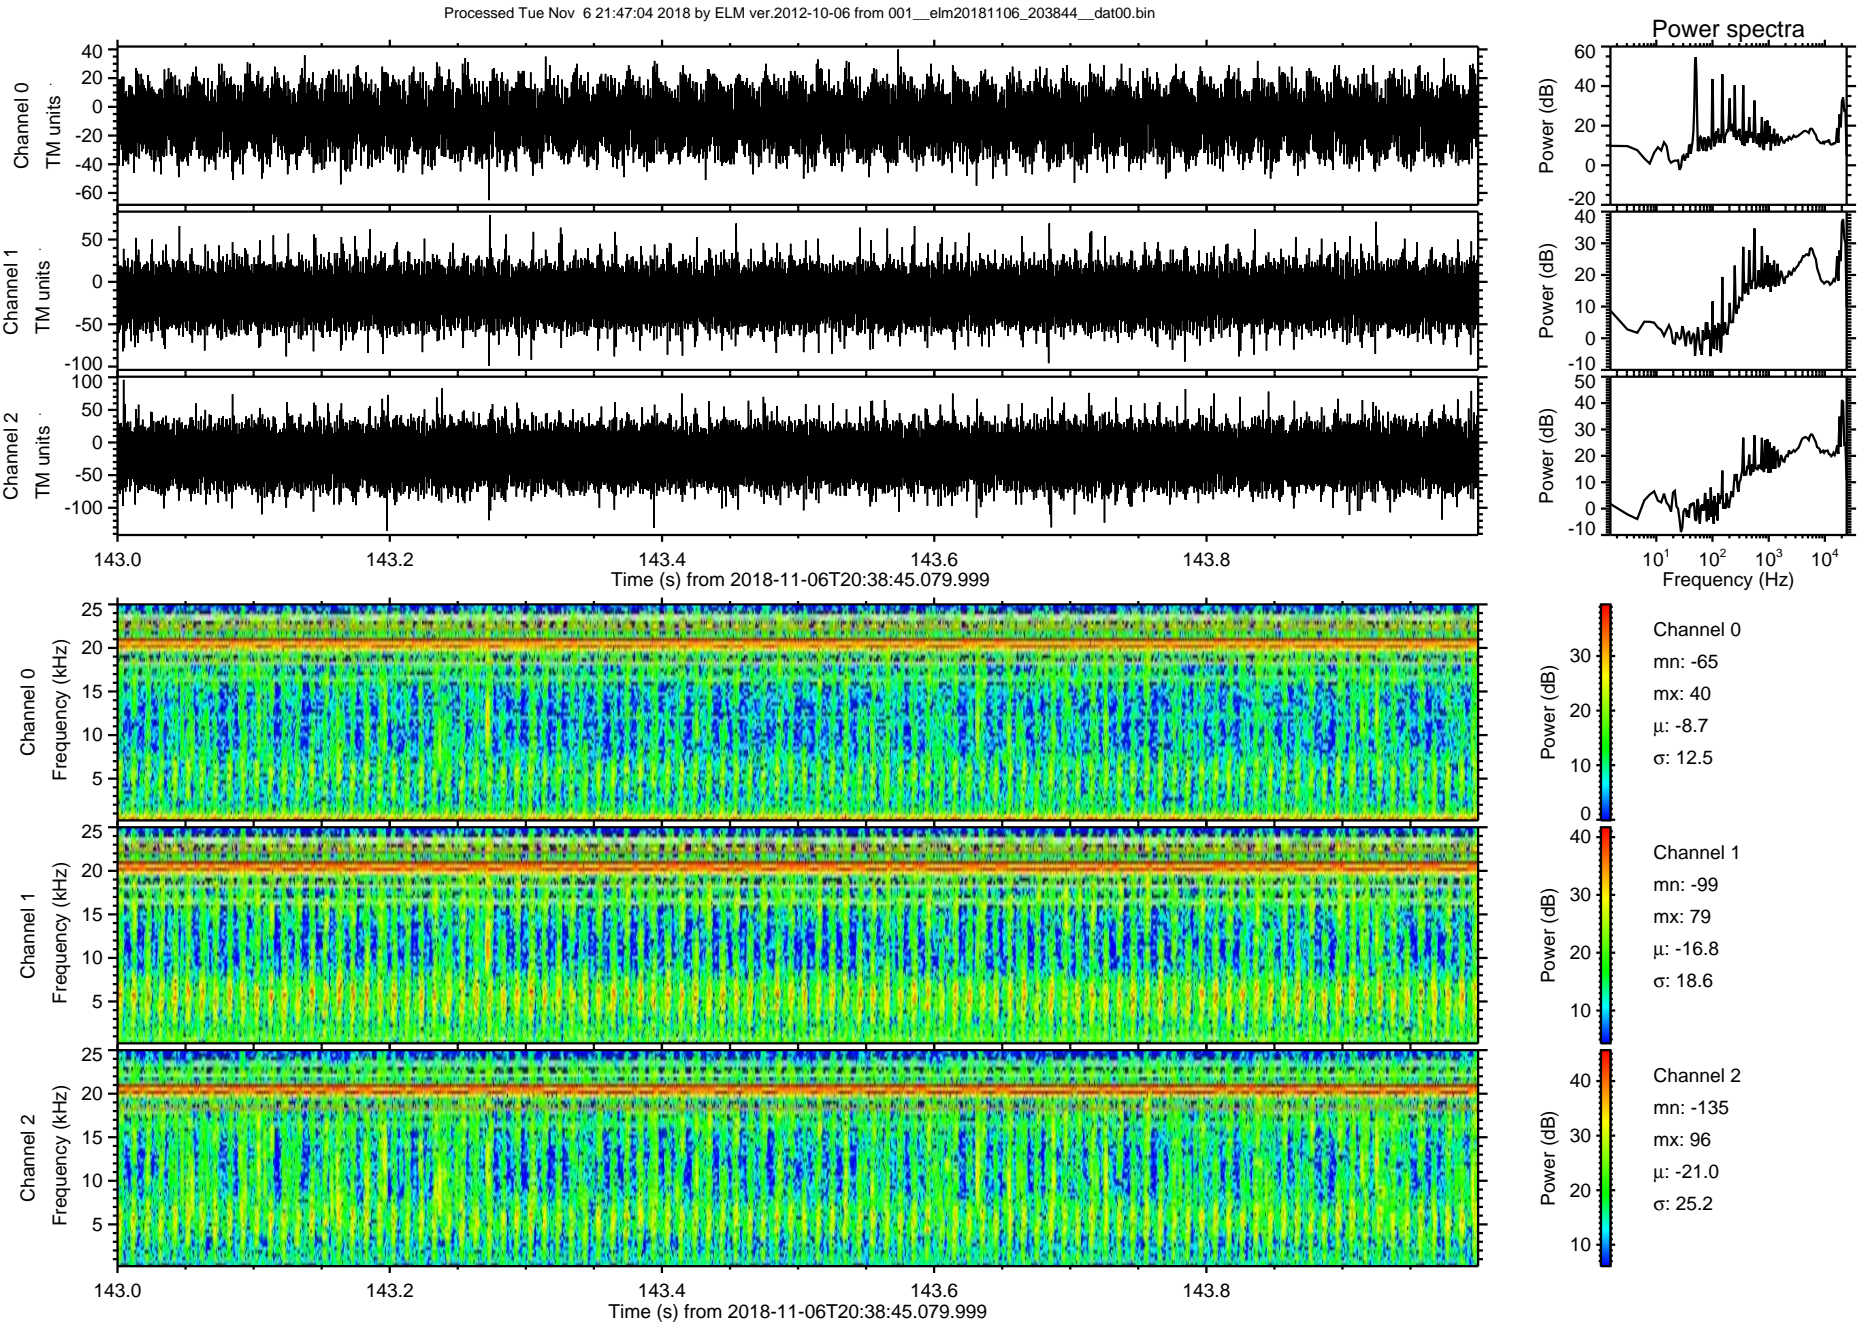 Processed Tue Nov  6 21:47:04 2018 by ELM ver.2012-10-06 from 001__elm20181106_203844__dat00.bin
Power spectra
Channel 0
TM units
40
20
0
-20
-40
-60
Power (dB)
60
40
20
0
-20
Channel 1
TM units
50
0
-50
-100
Power (dB)
40
30
20
10
0
-10
Channel 2
TM units
100
50
0
-50
-100
Power (dB)
50
40
30
20
10
0
-10
143.0 143.2 143.4 143.6 143.8
Time (s) from 2018-11-06T20:38:45.079.999
10¹ 10² 10³ 10⁴
Frequency (Hz)
Channel 0
Frequency (kHz)
25
20
15
10
5
Power (dB)
30
20
10
0
Channel 0
mn: -65
mx: 40
μ: -8.7
σ: 12.5
Channel 1
Frequency (kHz)
25
20
15
10
5
Power (dB)
40
30
20
10
Channel 1
mn: -99
mx: 79
μ: -16.8
σ: 18.6
Channel 2
Frequency (kHz)
25
20
15
10
5
Power (dB)
40
30
20
10
Channel 2
mn: -135
mx: 96
μ: -21.0
σ: 25.2
143.0 143.2 143.4 143.6 143.8
Time (s) from 2018-11-06T20:38:45.079.999